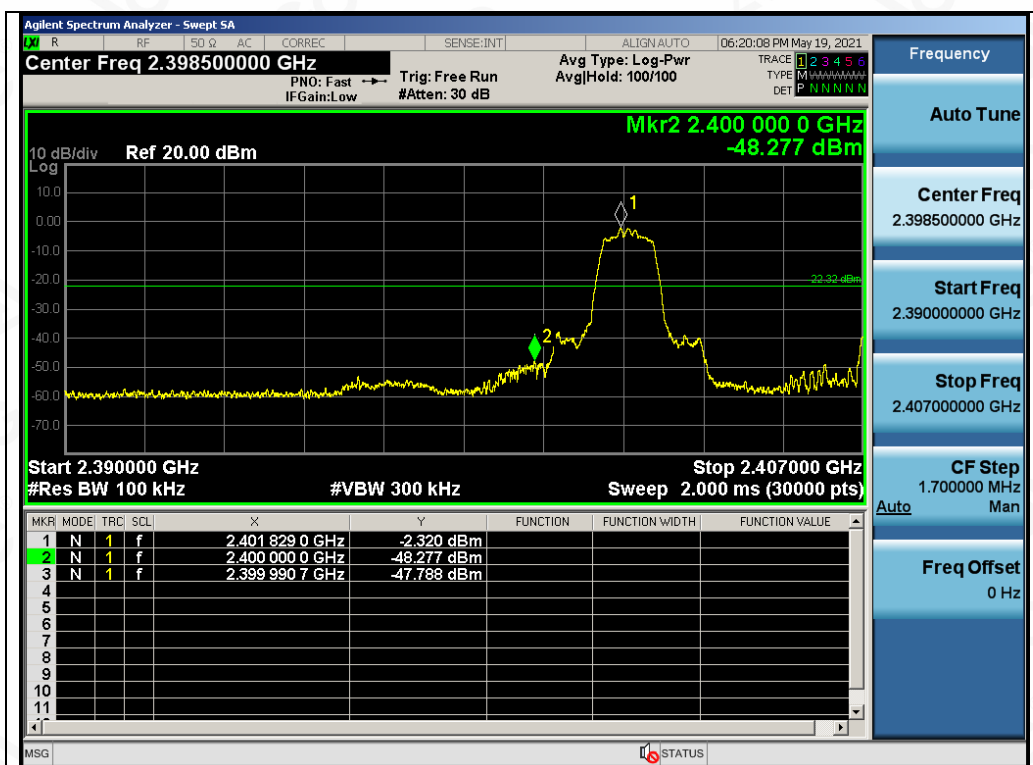 Agilent Spectrum Analyzer - Swept SA
LXI R RF 50 Ω AC CORREC SENSE:INT ALIGN AUTO 06:20:08 PM May 19, 2021
Center Freq 2.398500000 GHz
PNO: Fast
IFGain:Low
Trig: Free Run
#Atten: 30 dB
Avg Type: Log-Pwr
Avg|Hold: 100/100
TRACE 1 2 3 4 5 6
TYPE M
DET P N N N N N
Mkr2 2.400 000 0 GHz
-48.277 dBm
10 dB/div Ref 20.00 dBm
Log
10.0
0.00
-10.0
-20.0
-30.0
-40.0
-50.0
-60.0
-70.0
1
-22.32 dBm
2
Start 2.390000 GHz Stop 2.407000 GHz
#Res BW 100 kHz #VBW 300 kHz Sweep 2.000 ms (30000 pts)
MKR MODE TRC SCL X Y FUNCTION FUNCTION WIDTH FUNCTION VALUE
1 N 1 f 2.401 829 0 GHz -2.320 dBm
2 N 1 f 2.400 000 0 GHz -48.277 dBm
3 N 1 f 2.399 990 7 GHz -47.788 dBm
4
5
6
7
8
9
10
11
MSG STATUS
Frequency
Auto Tune
Center Freq
2.398500000 GHz
Start Freq
2.390000000 GHz
Stop Freq
2.407000000 GHz
CF Step
1.700000 MHz
Auto Man
Freq Offset
0 Hz